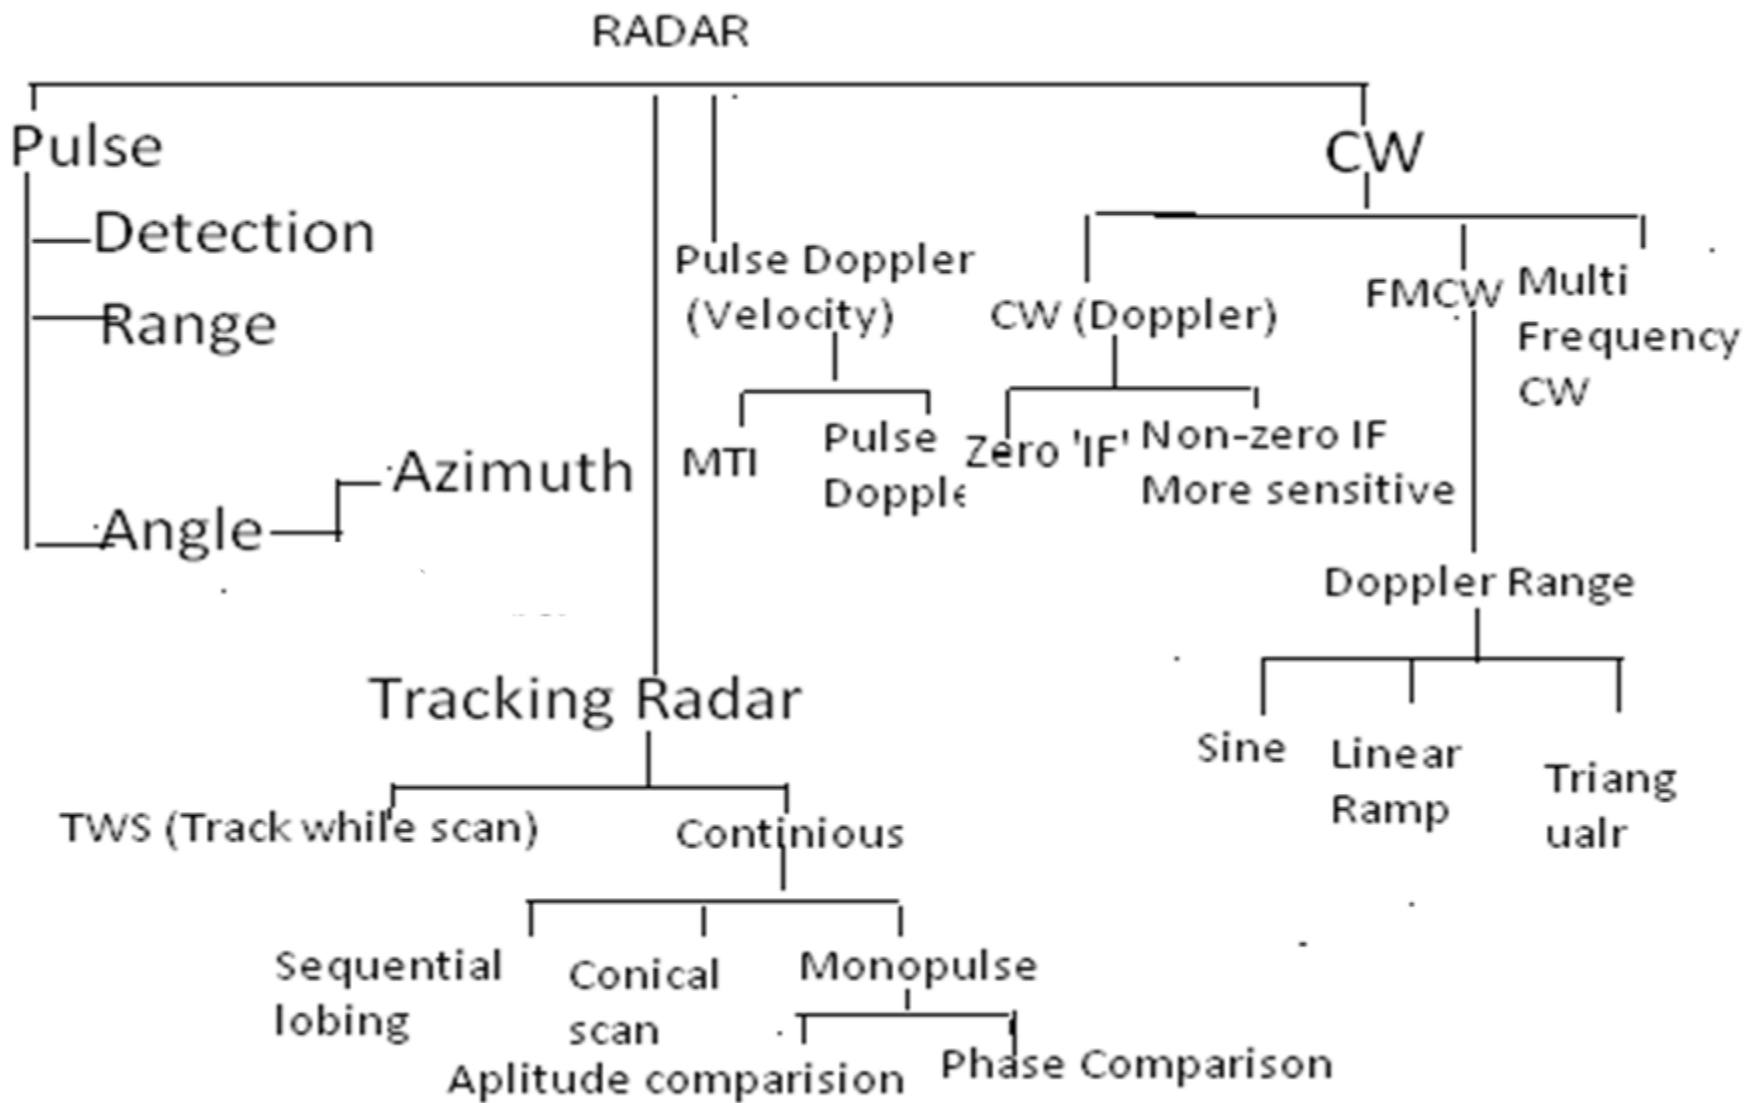 RADAR
Pulse
CW
Detection
Range
Azimuth
Angle
Pulse Doppler
(Velocity)
MTI
Pulse
Dopple
CW (Doppler)
Zero 'IF'
Non-zero IF
More sensitive
FMCW
Multi
Frequency
CW
Doppler Range
Sine
Linear
Ramp
Triang
ualr
Tracking Radar
TWS (Track while scan)
Continious
Sequential
lobing
Conical
scan
Monopulse
Aplitude comparision
Phase Comparison